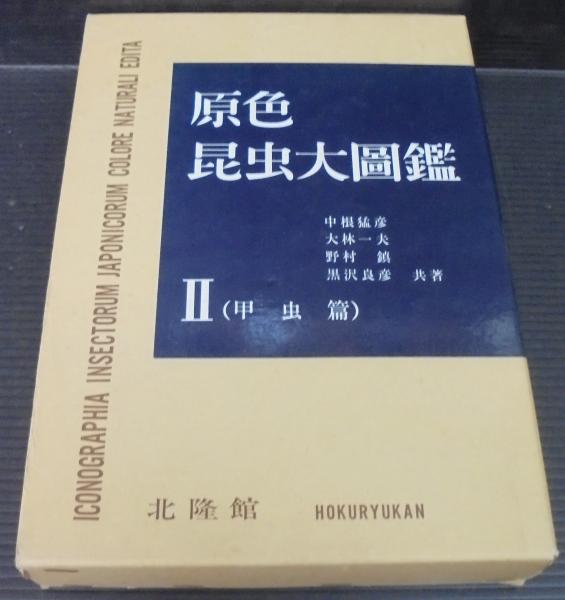 ICONOGRAPHIA INSECTORUM JAPONICORUM COLORE NATURALI EDITA
原色
昆虫大圖鑑
中根猛彦
大林一夫
野村 鎮
黒沢良彦 共著
II(甲虫篇)
北隆館 HOKURYUKAN